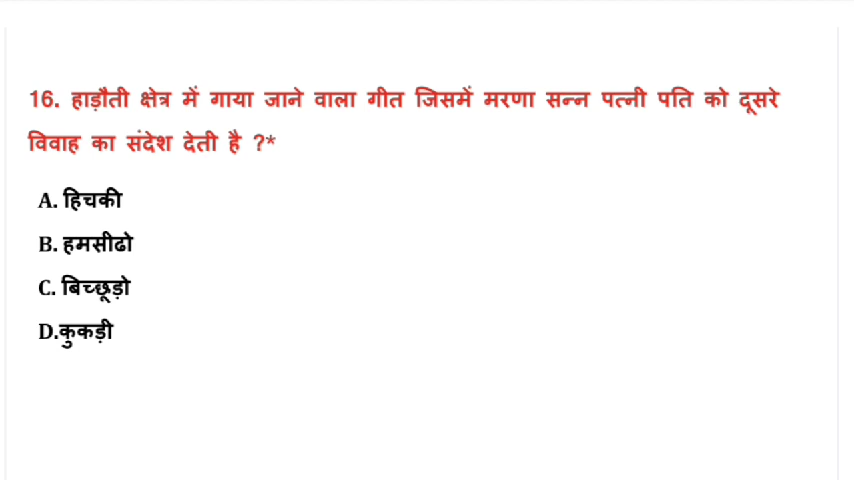 16. हाड़ौती क्षेत्र में गाया जाने वाला गीत जिसमें मरणा सन्न पत्नी पति को दूसरे
विवाह का संदेश देती है ?*
A. हिचकी
B. हमसीढो
C. बिच्छूड़ो
D.कुकड़ी